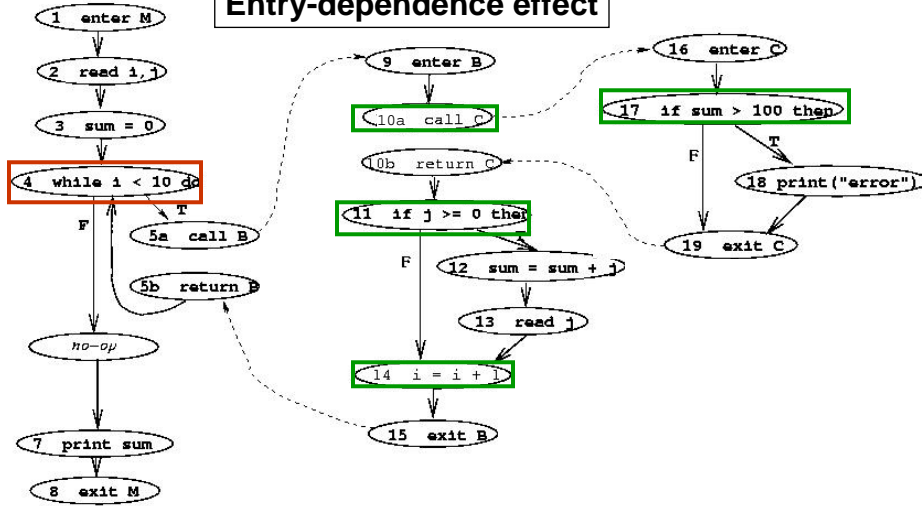 Entry-dependence effect
1 enter M
2 read i,j
3 sum = 0
4 while i < 10 do
T
F
5a call B
5b return B
no-op
7 print sum
8 exit M
9 enter B
10a call C
10b return C
11 if j >= 0 then
F
12 sum = sum + j
13 read j
14 i = i + 1
15 exit B
16 enter C
17 if sum > 100 then
T
F
18 print("error")
19 exit C